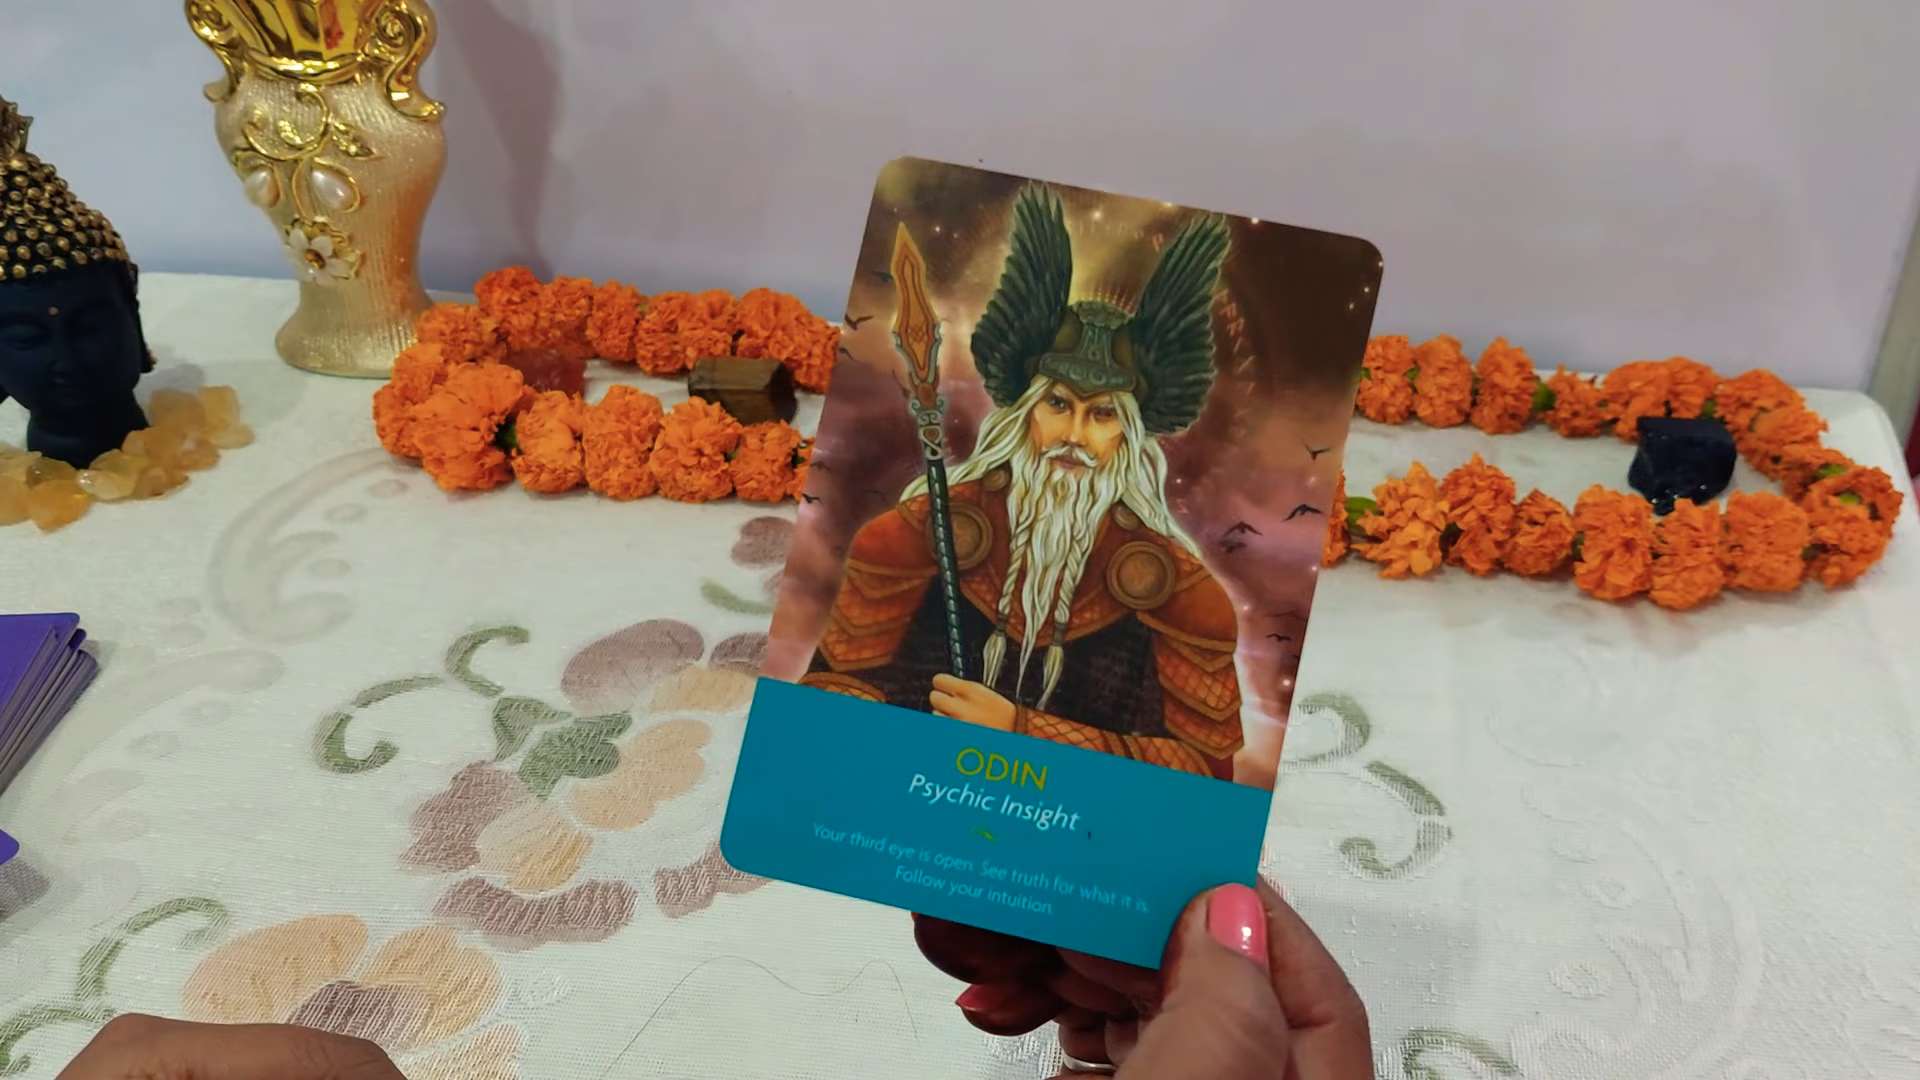 ODIN
Psychic Insight
Your third eye is open. See truth for what it is.
Follow your intuition.